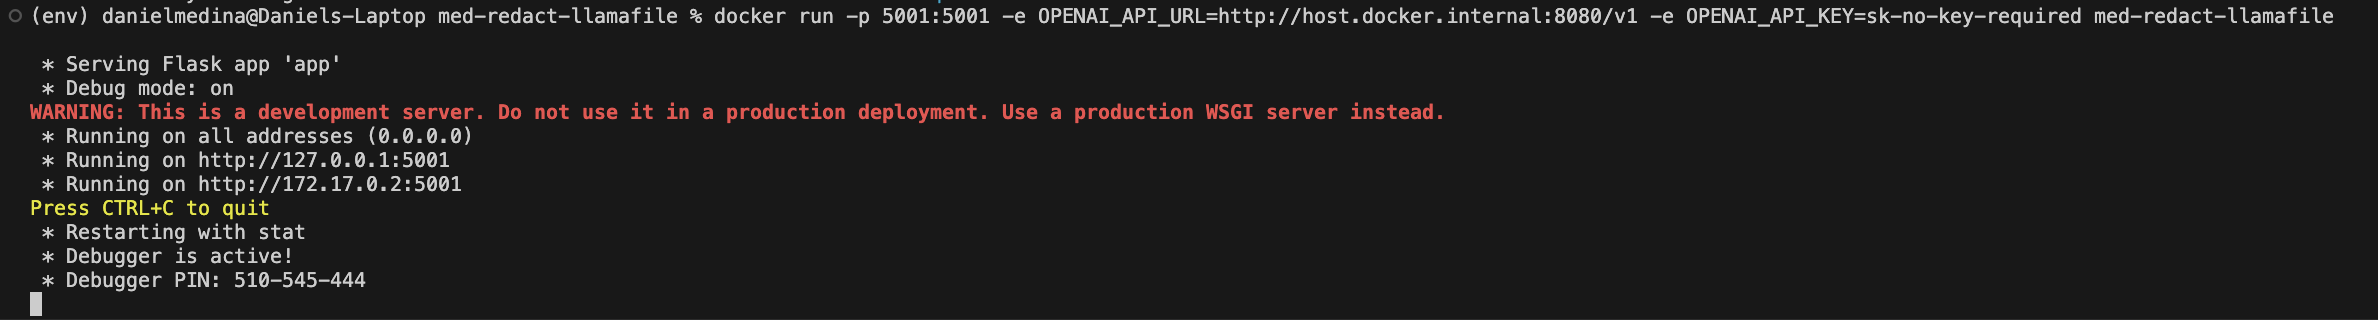 (env) danielmedina@Daniels-Laptop med-redact-llamafile % docker run -p 5001:5001 -e OPENAI_API_URL=http://host.docker.internal:8080/v1 -e OPENAI_API_KEY=sk-no-key-required med-redact-llamafile
 * Serving Flask app 'app'
 * Debug mode: on
WARNING: This is a development server. Do not use it in a production deployment. Use a production WSGI server instead.
 * Running on all addresses (0.0.0.0)
 * Running on http://127.0.0.1:5001
 * Running on http://172.17.0.2:5001
Press CTRL+C to quit
 * Restarting with stat
 * Debugger is active!
 * Debugger PIN: 510-545-444